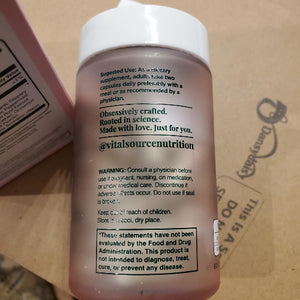 Suggested Use: As a dietary
supplement, adults take two
capsules daily preferably with a
meal or as recommended by a
physician.
Obsessively crafted.
Rooted in science.
Made with love. Just for you.
@vitalsourcenutrition
WARNING: Consult a physician before
use if pregnant, nursing, on medication,
or under medical care. Discontinue if
adverse effects occur. Do not use if seal
is broken.
Keep out of reach of children.
Store in a cool, dry place.
*These statements have not been
evaluated by the Food and Drug
Administration. This product is
not intended to diagnose, treat,
cure, or prevent any disease.
THIS IS A
DO